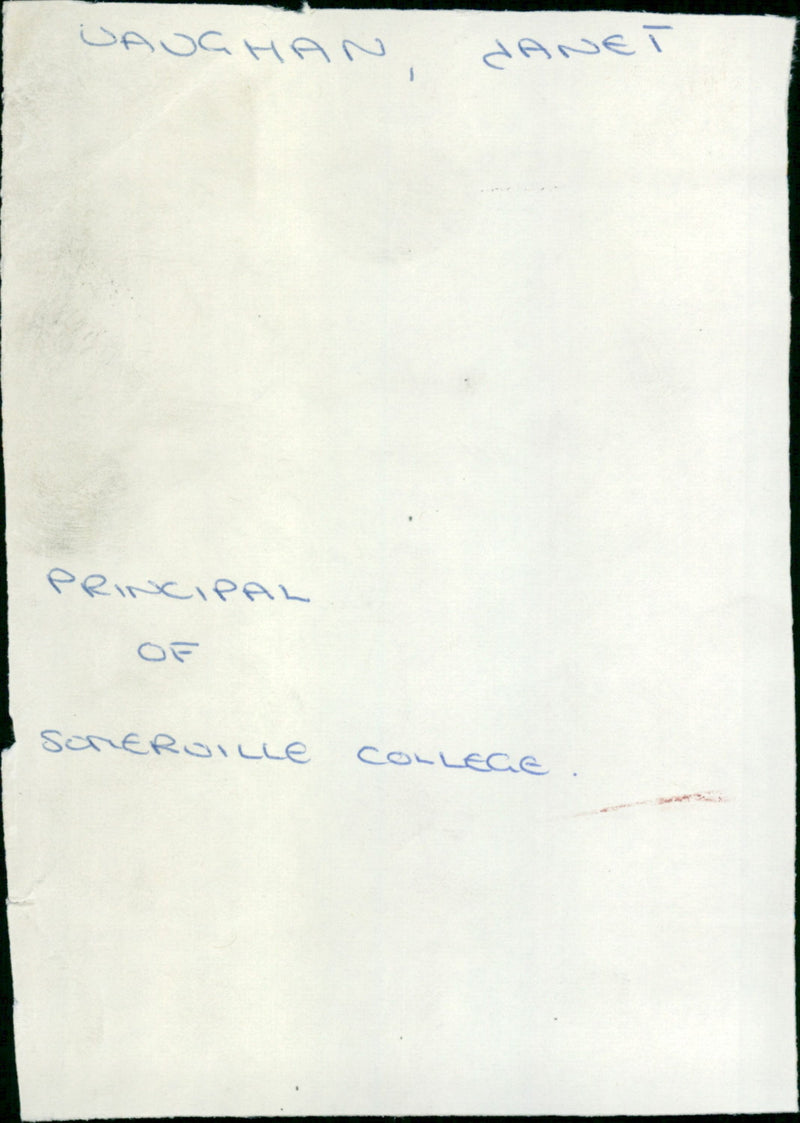 VAUGHAN, JANET
PRINCIPAL
OF
SOMERVILLE COLLEGE.